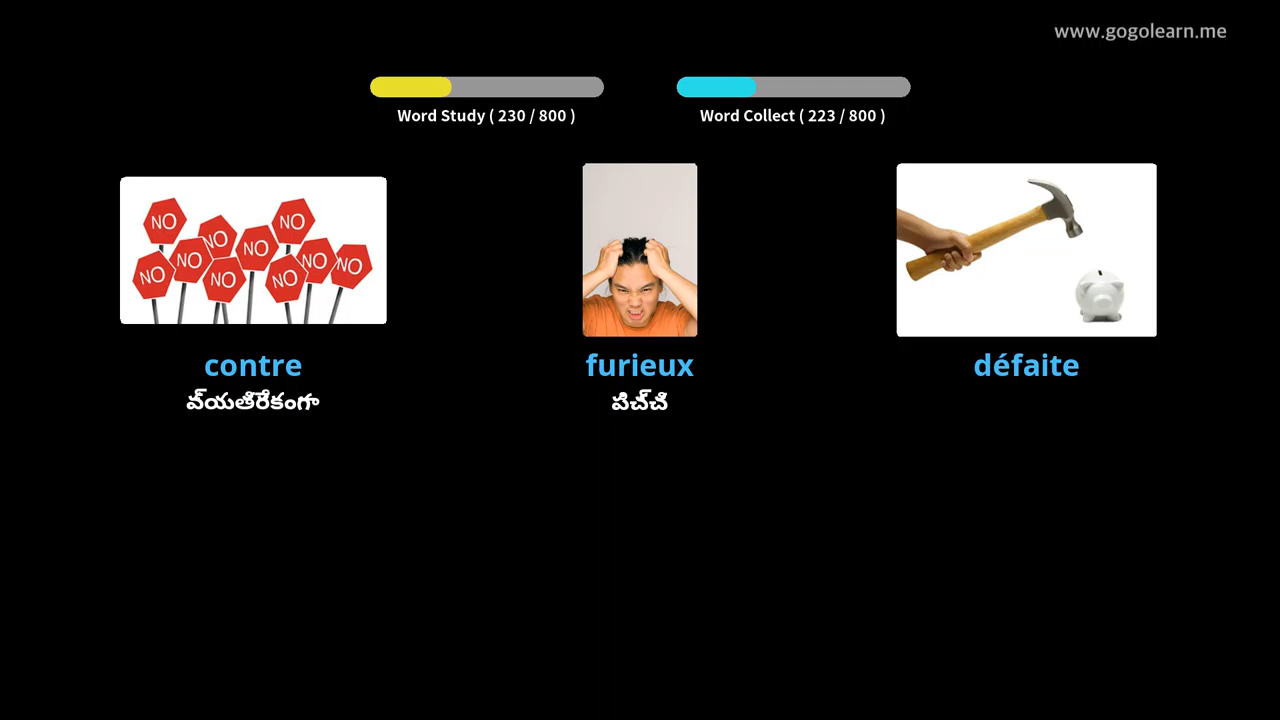 www.gogolearn.me
Word Study ( 230 / 800 )
Word Collect ( 223 / 800 )
NO NO NO NO NO NO NO NO NO NO
contre
furieux
défaite
వ్యతిరేకంగా
పిచ్చి